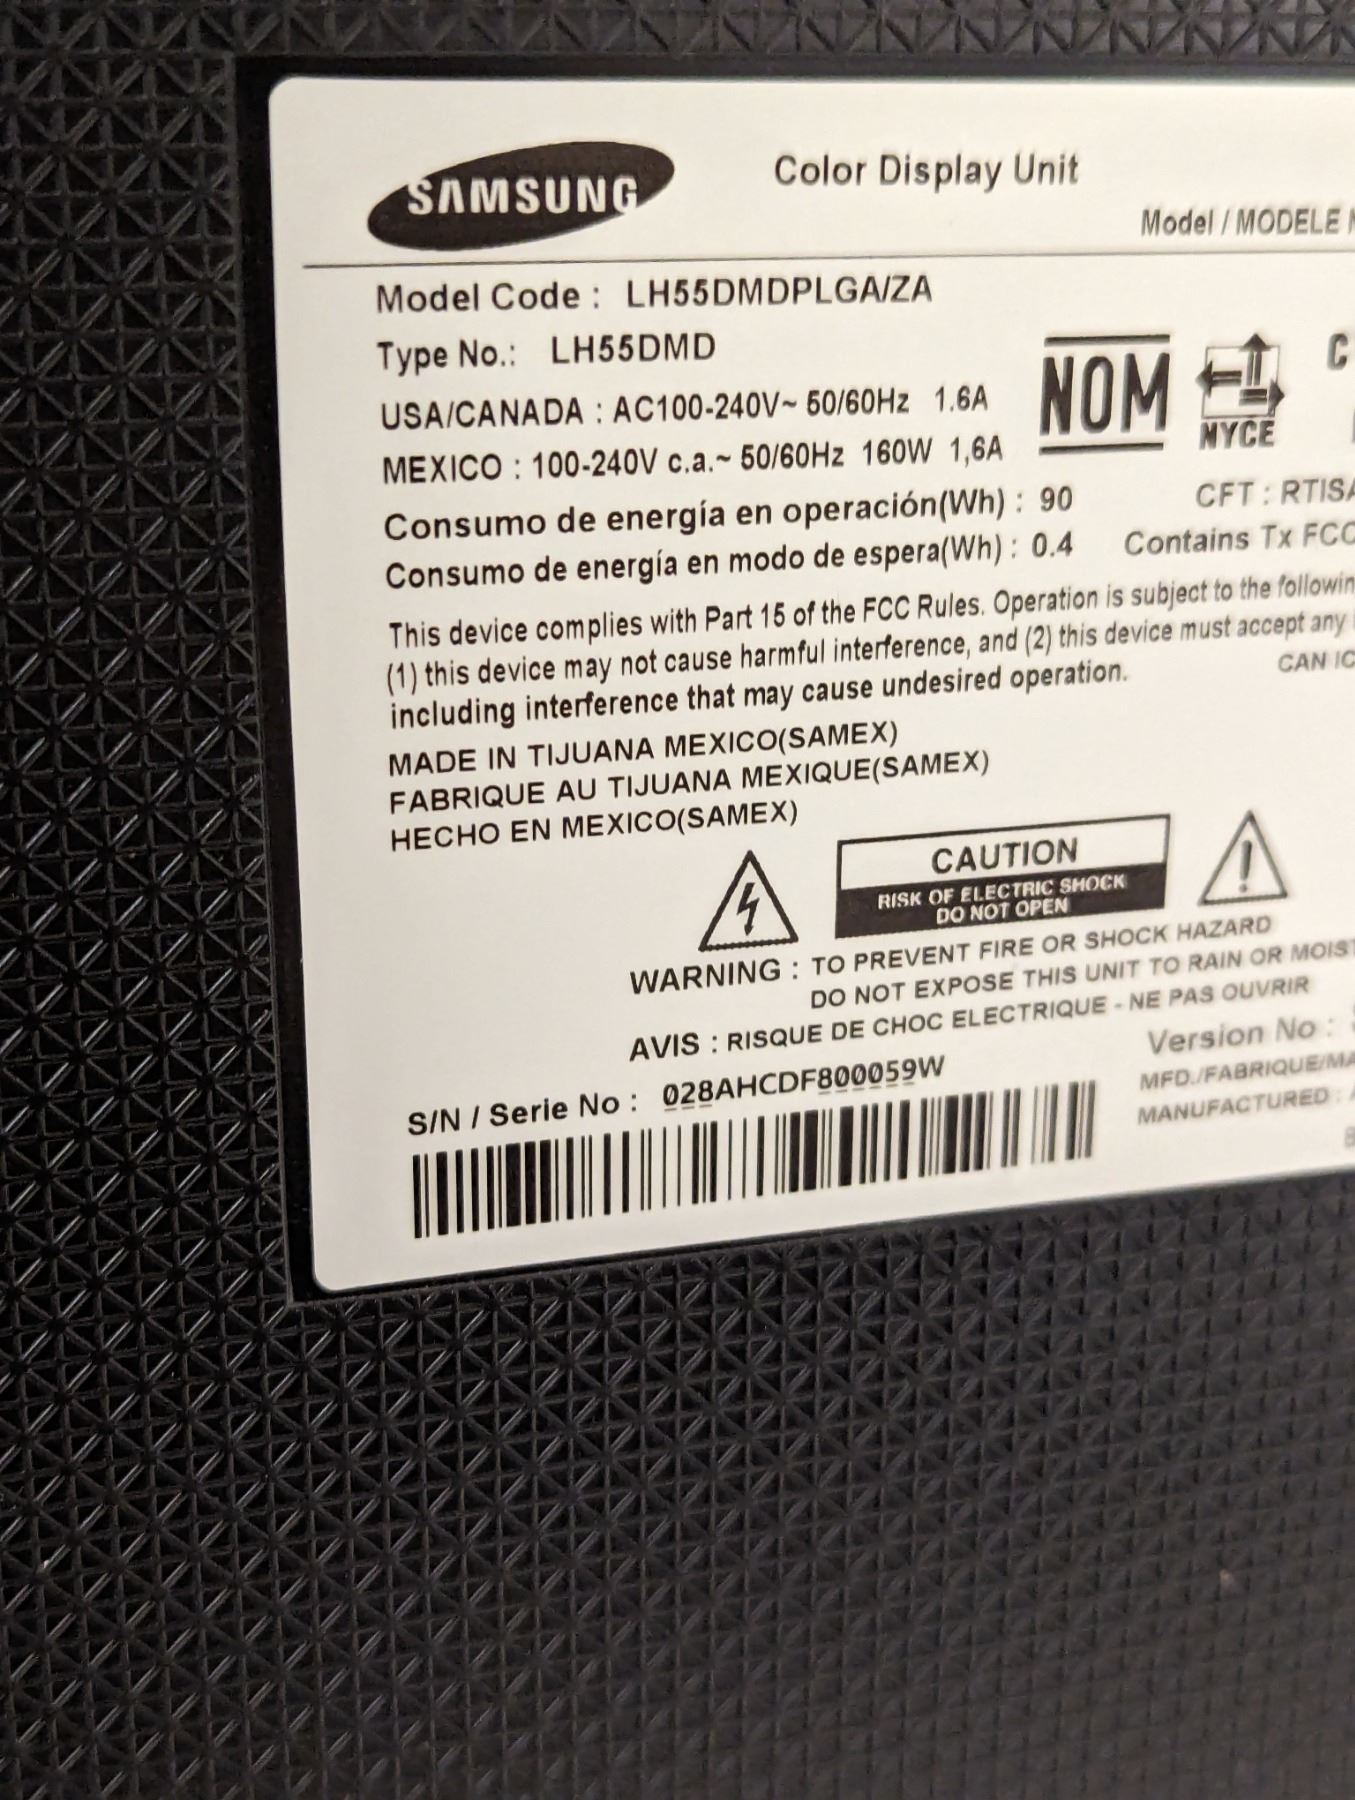 SAMSUNG
Color Display Unit
Model / MODELE
Model Code : LH55DMDPLGA/ZA
Type No.: LH55DMD
USA/CANADA : AC100-240V~ 50/60Hz 1.6A
MEXICO : 100-240V c.a.~ 50/60Hz 160W 1,6A
NOM
NYCE
C
Consumo de energía en operación(Wh) : 90
CFT : RTISA
Consumo de energía en modo de espera(Wh) : 0.4
Contains Tx FCC
This device complies with Part 15 of the FCC Rules. Operation is subject to the followin
(1) this device may not cause harmful interference, and (2) this device must accept any
including interference that may cause undesired operation.
CAN IC
MADE IN TIJUANA MEXICO(SAMEX)
FABRIQUE AU TIJUANA MEXIQUE(SAMEX)
HECHO EN MEXICO(SAMEX)
CAUTION
RISK OF ELECTRIC SHOCK
DO NOT OPEN
WARNING : TO PREVENT FIRE OR SHOCK HAZARD
DO NOT EXPOSE THIS UNIT TO RAIN OR MOIST
AVIS : RISQUE DE CHOC ELECTRIQUE - NE PAS OUVRIR
Version No :
S/N / Serie No : 028AHCDF800059W
MFD./FABRIQUE/MA
MANUFACTURED :